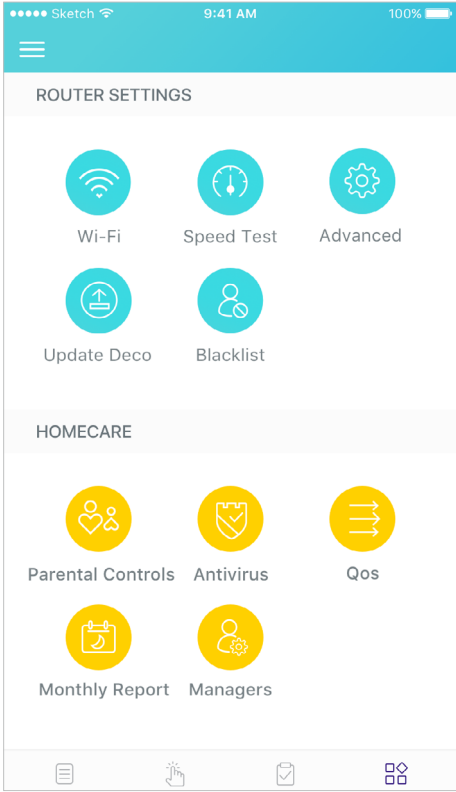 Sketch 9:41 AM 100%
ROUTER SETTINGS
Wi-Fi Speed Test Advanced
Update Deco Blacklist
HOMECARE
Parental Controls Antivirus Qos
Monthly Report Managers